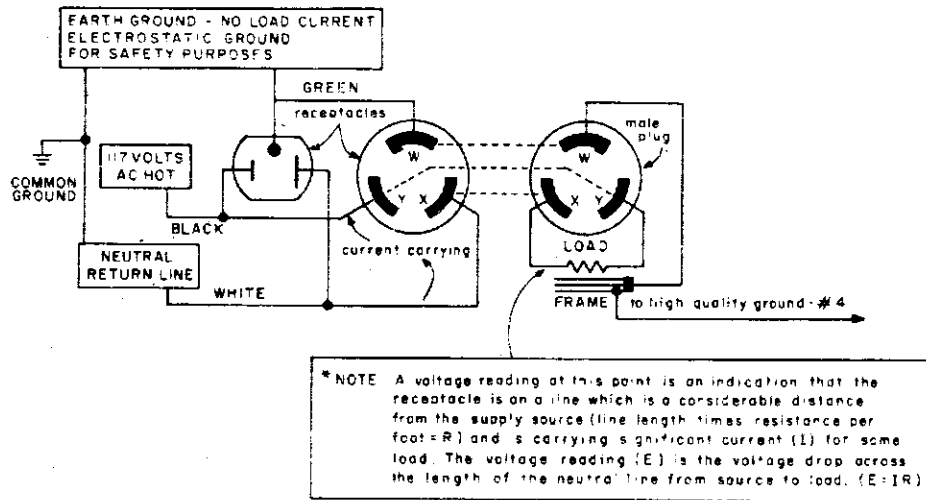 EARTH GROUND - NO LOAD CURRENT
ELECTROSTATIC GROUND
FOR SAFETY PURPOSES
GREEN
receptacles
male
plug
W
W
117 VOLTS
AC HOT
COMMON
GROUND
Y X
X Y
BLACK
LOAD
current carrying
NEUTRAL
RETURN LINE
WHITE
FRAME
to high quality ground - #4
* NOTE A voltage reading at this point is an indication that the
receptacle is on a line which is a considerable distance
from the supply source (line length times resistance per
foot = R) and is carrying significant current (I) for some
load. The voltage reading (E) is the voltage drop across
the length of the neutral line from source to load. (E=IR)